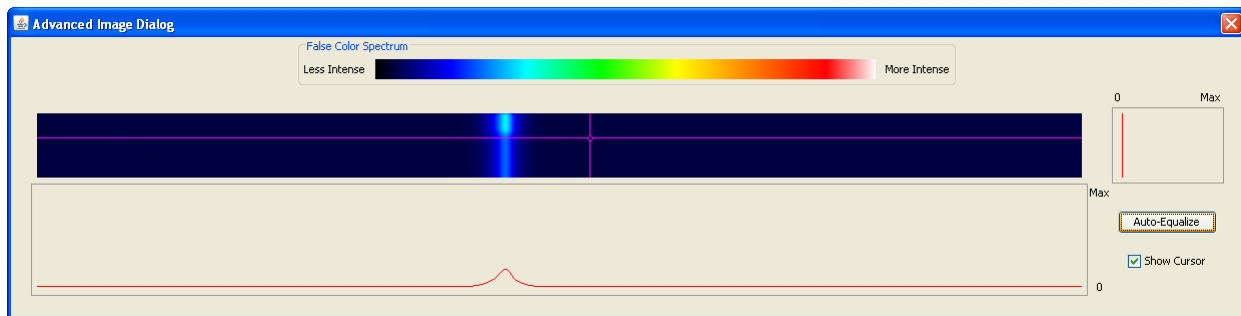 Advanced Image Dialog
False Color Spectrum
Less Intense More Intense
0 Max
Max
Auto-Equalize
Show Cursor
0